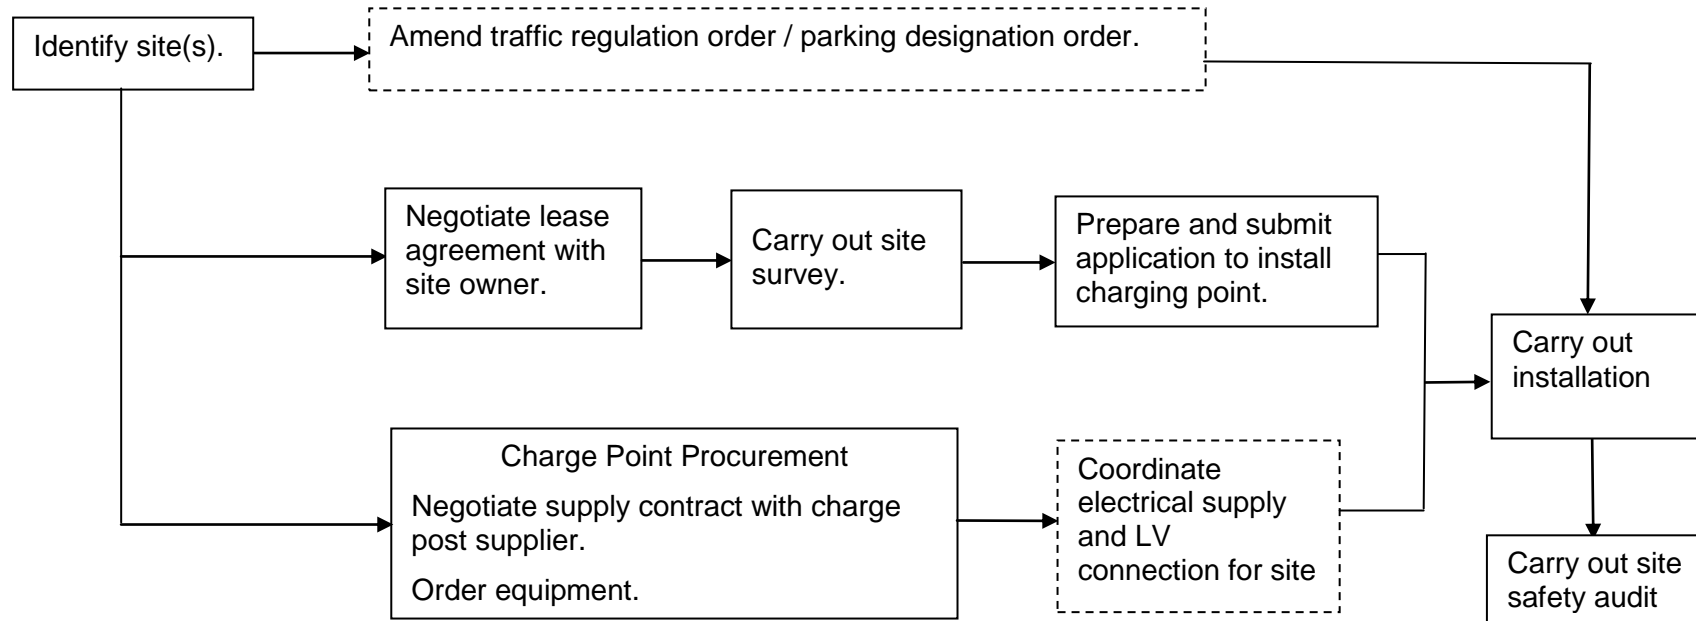 Identify site(s).
Amend traffic regulation order / parking designation order.
Negotiate lease
agreement with
site owner.
Carry out site
survey.
Prepare and submit
application to install
charging point.
Carry out
installation
Charge Point Procurement
Negotiate supply contract with charge
post supplier.
Order equipment.
Coordinate
electrical supply
and LV
connection for site
Carry out site
safety audit